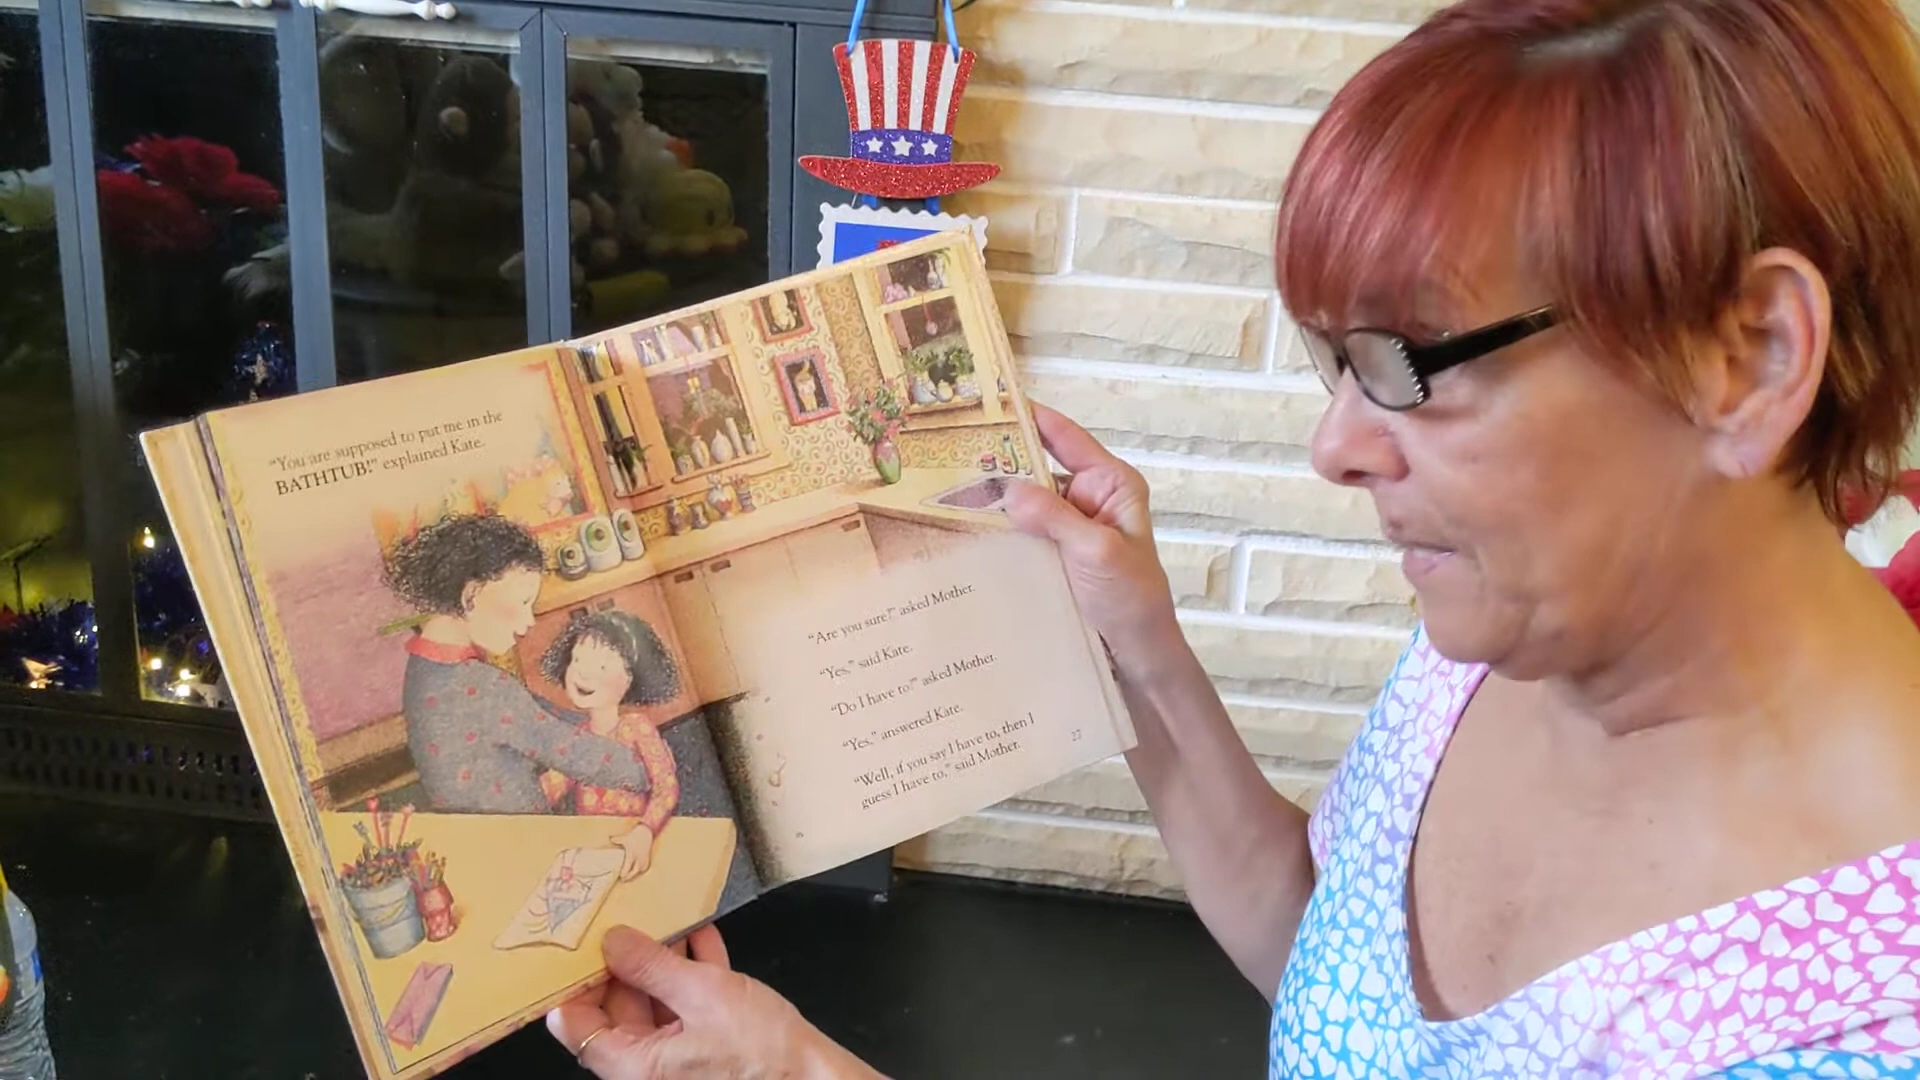 "You are supposed to put me in the
BATHTUB!" explained Kate.
"Are you sure?" asked Mother.
"Yes," said Kate.
"Do I have to?" asked Mother.
"Yes," answered Kate.
"Well, if you say I have to, then I
guess I have to," said Mother.
27